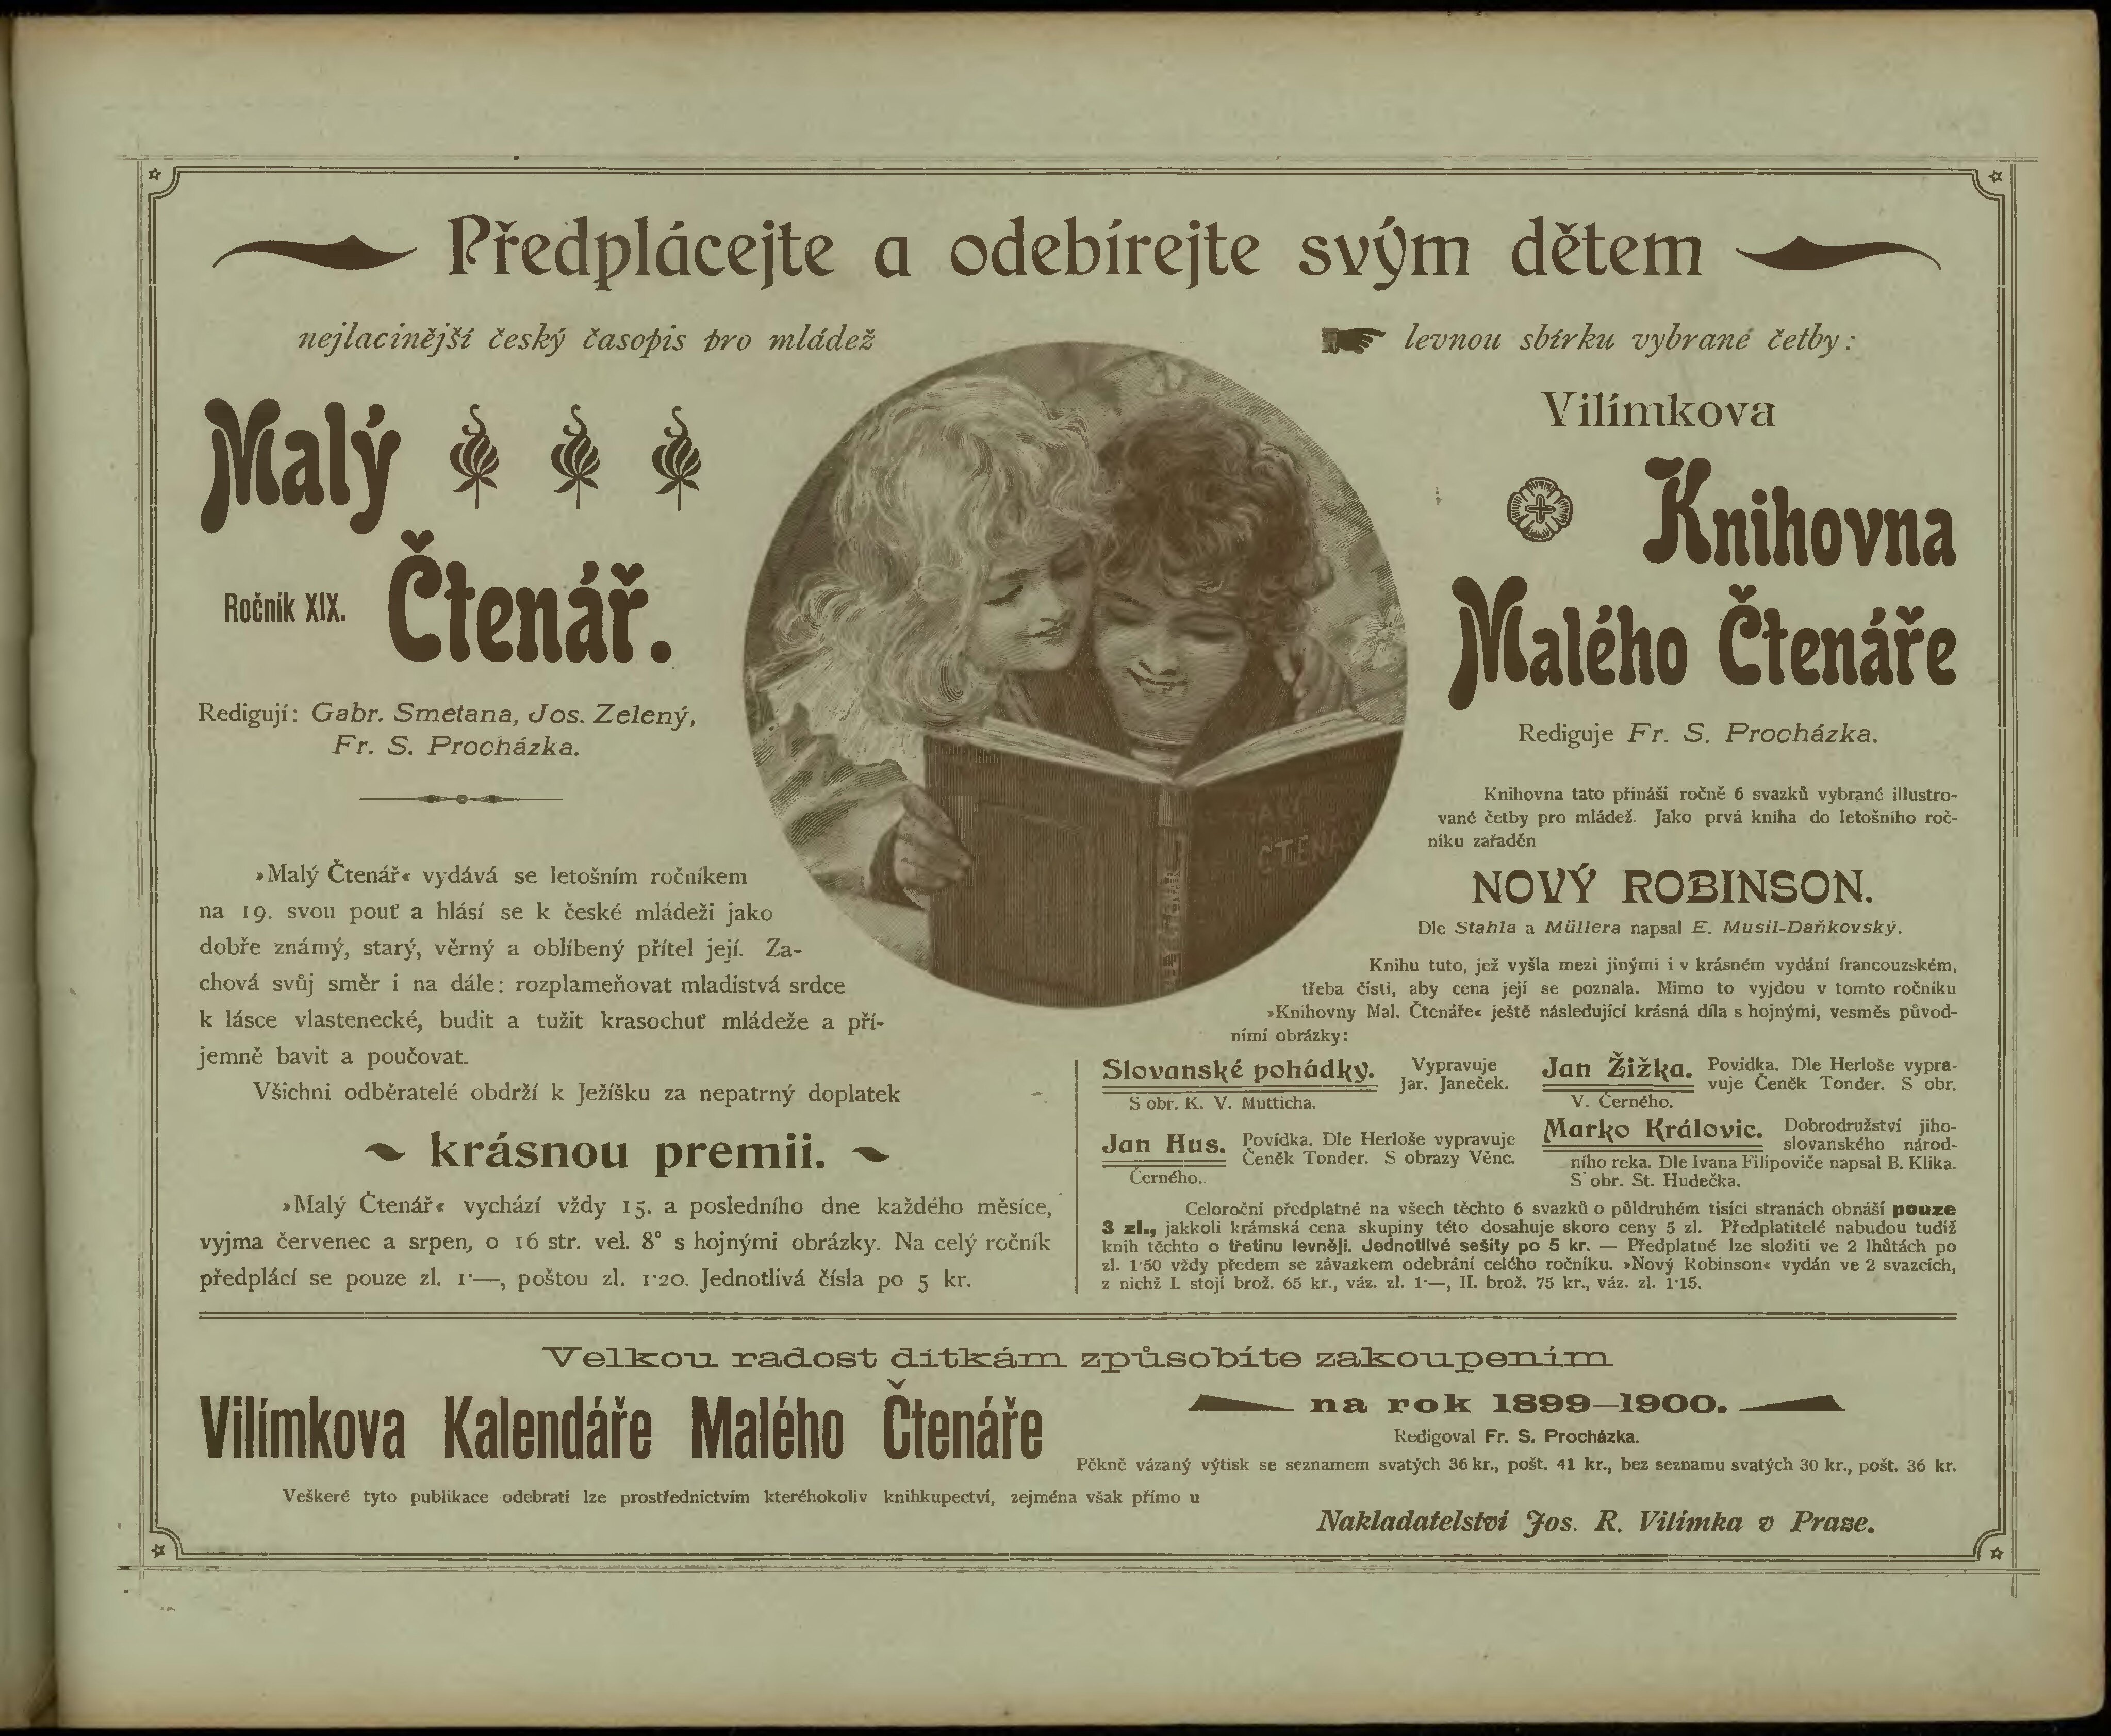 Předplácejte a odebírejte svým dětem
nejlacinější český časopis pro mládež
Malý
Ročník XIX. Čtenář.
Redigují: Gabr. Smetana, Jos. Zelený,
Fr. S. Procházka.
»Malý Čtenář« vydává se letošním ročníkem
na 19. svou pouť a hlásí se k české mládeži jako
dobře známý, starý, věrný a oblíbený přítel její. Za-
chová svůj směr i na dále: rozplameňovat mladistvá srdce
k lásce vlastenecké, budit a tužit krasochuť mládeže a pří-
jemně bavit a poučovat.
Všichni odběratelé obdrží k Ježíšku za nepatrný doplatek
krásnou premii.
»Malý Čtenář« vychází vždy 15. a posledního dne každého měsíce,
vyjma červenec a srpen, o 16 str. vel. 8° s hojnými obrázky. Na celý ročník
předplácí se pouze zl. 1·—, poštou zl. 1·20. Jednotlivá čísla po 5 kr.
MALÝ ČTENÁŘ
MALÝ
ČTENÁŘ
levnou sbírku vybrané četby:
Vilímkova
Knihovna
Malého Čtenáře
Rediguje Fr. S. Procházka.
Knihovna tato přináší ročně 6 svazků vybrané illustro-
vané četby pro mládež. Jako prvá kniha do letošního roč-
níku zařaděn
NOVÝ ROBINSON.
Dle Stahla a Müllera napsal E. Musil-Daňkovský.
Knihu tuto, jež vyšla mezi jinými i v krásném vydání francouzském,
třeba čísti, aby cena její se poznala. Mimo to vyjdou v tomto ročníku
»Knihovny Mal. Čtenáře« ještě následující krásná díla s hojnými, vesměs původ-
ními obrázky:
Slovanské pohádky. Vypravuje
Jar. Janeček.
S obr. K. V. Mutticha.
Jan Hus. Povídka. Dle Herloše vypravuje
Čeněk Tonder. S obrazy Věnc.
Černého.
Jan Žižka. Povídka. Dle Herloše vypra-
vuje Čeněk Tonder. S obr.
V. Černého.
Marko Královic. Dobrodružství jiho-
slovanského národ-
ního reka. Dle Ivana Filipoviče napsal B. Klika.
S obr. St. Hudečka.
Celoroční předplatné na všech těchto 6 svazků o půldruhém tisíci stranách obnáší pouze
3 zl., jakkoli krámská cena skupiny této dosahuje skoro ceny 5 zl. Předplatitelé nabudou tudíž
knih těchto o třetinu levněji. Jednotlivé sešity po 5 kr. — Předplatné lze složiti ve 2 lhůtách po
zl. 1·50 vždy předem se závazkem odebrání celého ročníku. »Nový Robinson« vydán ve 2 svazcích,
z nichž I. stojí brož. 65 kr., váz. zl. 1·—, II. brož. 75 kr., váz. zl. 1·15.
Velkou radost dítkám způsobíte zakoupením
Vilímkova Kalendáře Malého Čtenáře
na rok 1899–1900.
Redigoval Fr. S. Procházka.
Pěkně vázaný výtisk se seznamem svatých 36 kr., pošt. 41 kr., bez seznamu svatých 30 kr., pošt. 36 kr.
Veškeré tyto publikace odebrati lze prostřednictvím kteréhokoliv knihkupectví, zejména však přímo u
Nakladatelství Jos. R. Vilímka v Praze.